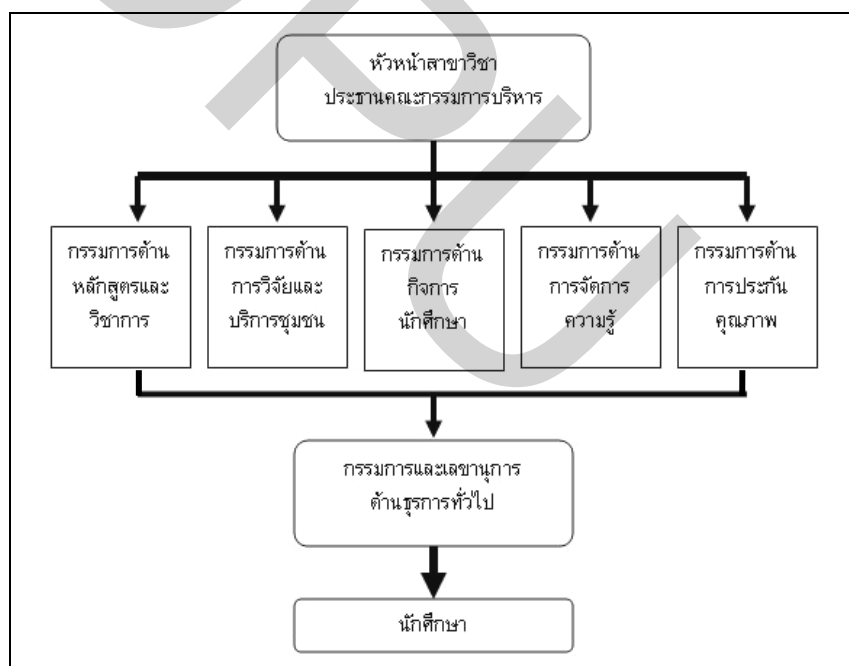 หัวหน้าสาขาวิชา
ประธานคณะกรรมการบริหาร
กรรมการด้าน
หลักสูตรและ
วิชาการ
กรรมการด้าน
การวิจัยและ
บริการชุมชน
กรรมการด้าน
กิจการ
นักศึกษา
กรรมการด้าน
การจัดการ
ความรู้
กรรมการด้าน
การประกัน
คุณภาพ
กรรมการและเลขานุการ
ด้านธุรการทั่วไป
นักศึกษา